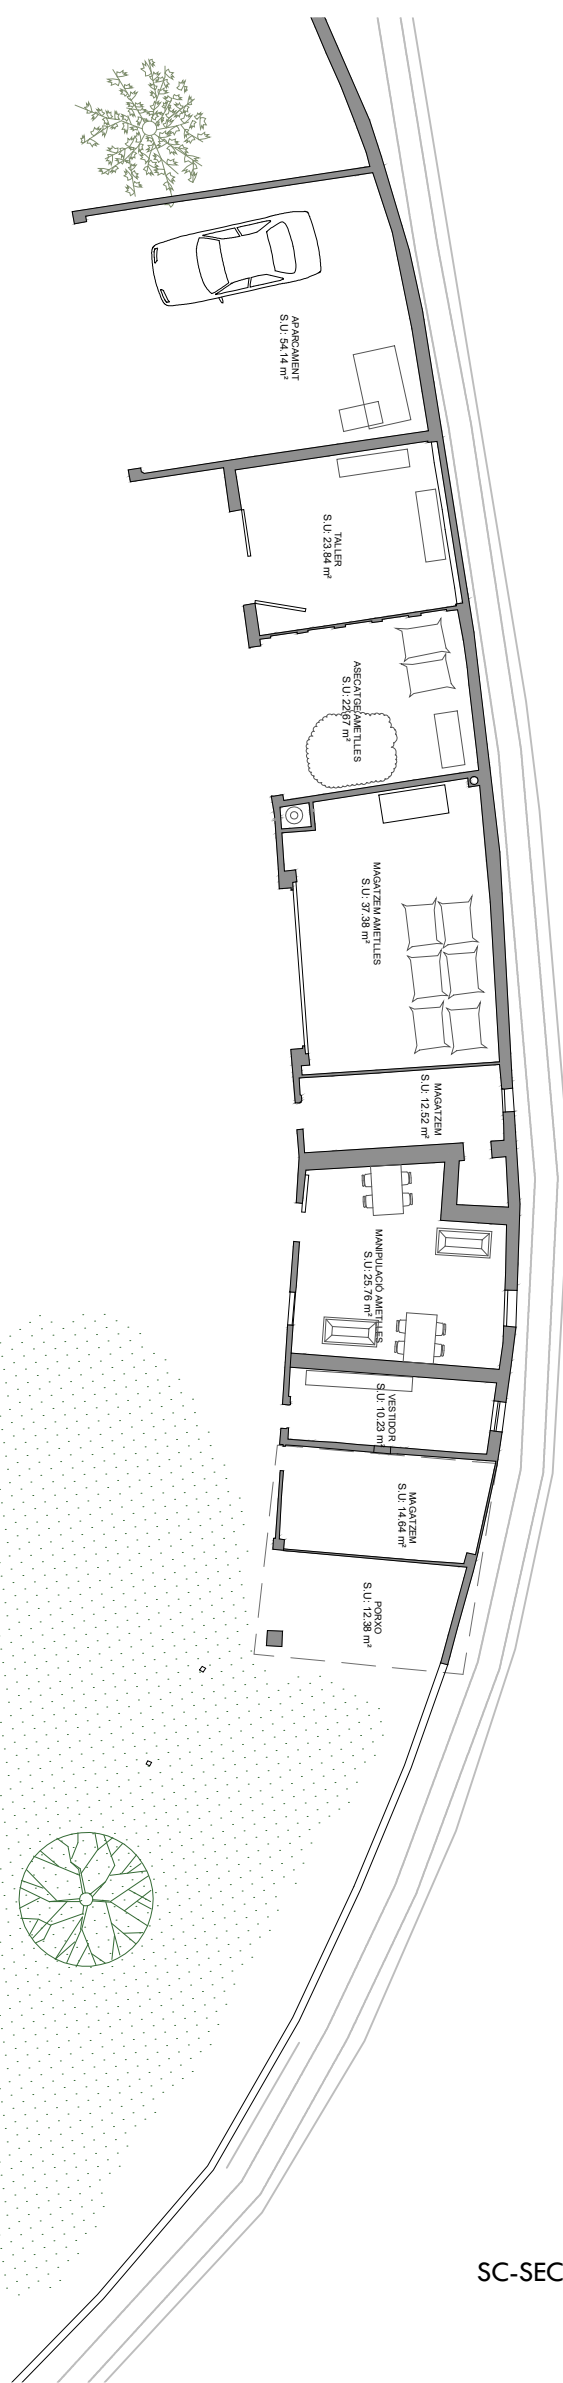 APARCAMENT
S.U: 54.14 m²
TALLER
S.U: 23.84 m²
ASECATGE AMETLLES
S.U: 22.67 m²
MAGATZEM AMETLLES
S.U: 37.38 m²
MAGATZEM
S.U: 12.52 m²
MANIPULACIÓ AMETLLES
S.U: 25.76 m²
VESTIDOR
S.U: 10.23 m²
MAGATZEM
S.U: 14.64 m²
PORXO
S.U: 12.38 m²
SC-SEC